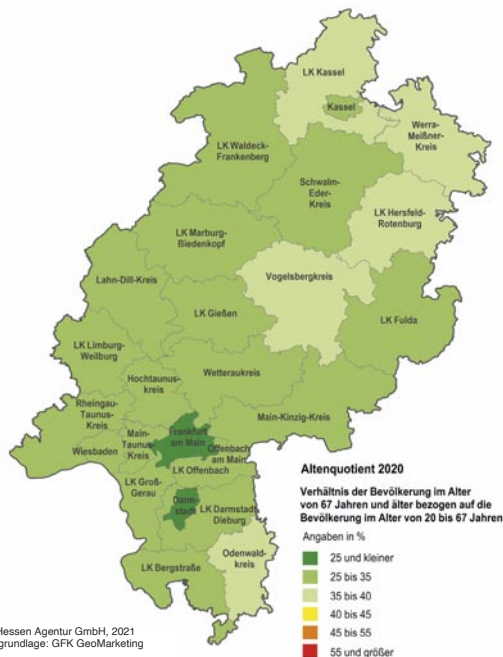 LK Kassel
Kassel
Werra-
Meißner-
Kreis
LK Waldeck-
Frankenberg
Schwalm-
Eder-
Kreis
LK Hersfeld-
Rotenburg
LK Marburg-
Biedenkopf
Vogelsbergkreis
Lahn-Dill-Kreis
LK Gießen
LK Fulda
LK Limburg-
Weilburg
Hochtaunus-
kreis
Wetteraukreis
Rheingau-
Taunus-
Kreis
Main-Kinzig-Kreis
Main-
Taunus-
Kreis
Frankfurt
am Main
Offenbach
am Main
Wiesbaden
LK Offenbach
LK Groß-
Gerau
Darm-
stadt
LK Darmstadt
Dieburg
LK Bergstraße
Odenwald-
kreis
Altenquotient 2020
Verhältnis der Bevölkerung im Alter
von 67 Jahren und älter bezogen auf die
Bevölkerung im Alter von 20 bis 67 Jahren
Angaben in %
25 und kleiner
25 bis 35
35 bis 40
40 bis 45
45 bis 55
55 und größer
Hessen Agentur GmbH, 2021
grundlage: GFK GeoMarketing